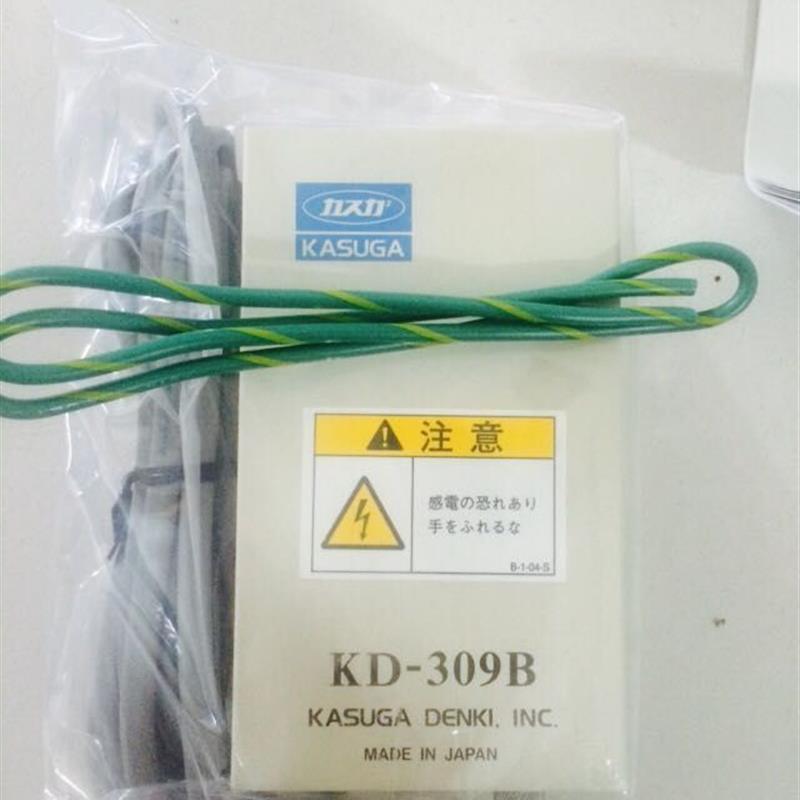 カスガ
KASUGA
注意
感電の恐れあり
手をふれるな
B-1-04-S
KD-309B
KASUGA DENKI, INC.
MADE IN JAPAN